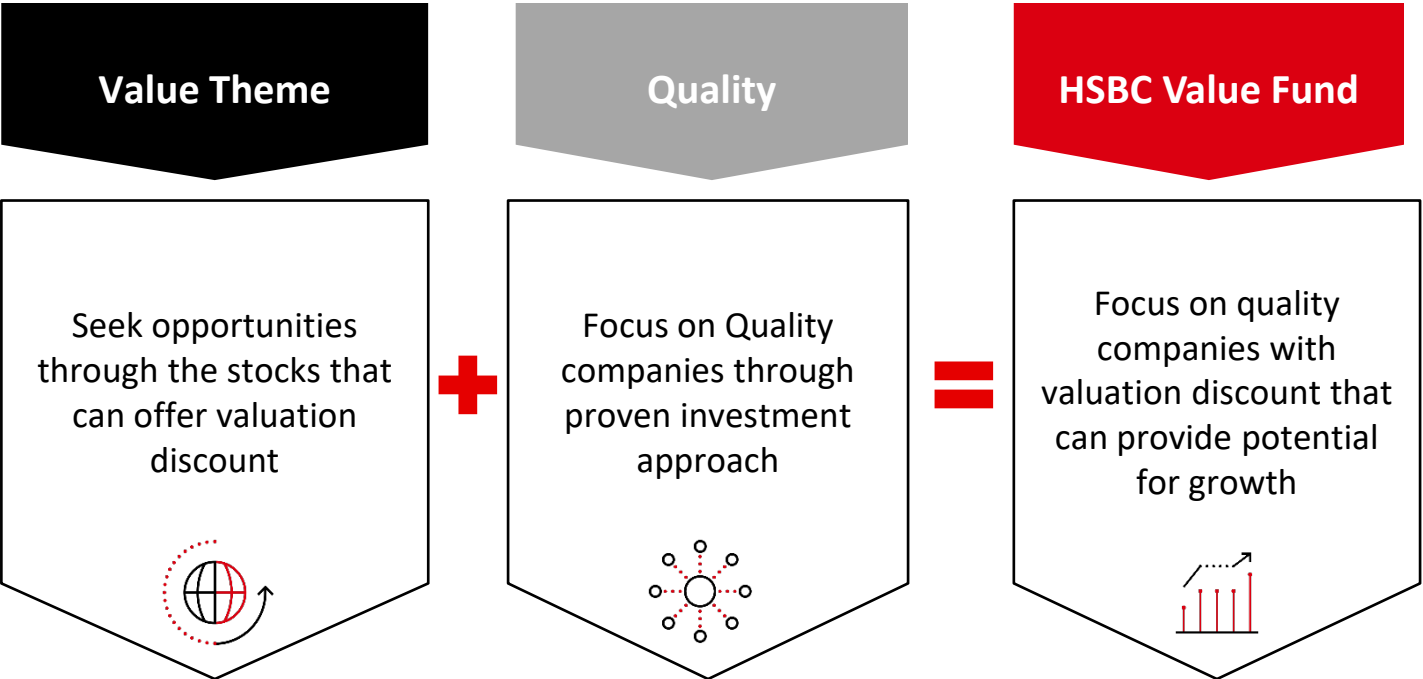 Value Theme
Quality
HSBC Value Fund
Seek opportunities
through the stocks that
can offer valuation
discount
Focus on Quality
companies through
proven investment
approach
Focus on quality
companies with
valuation discount that
can provide potential
for growth